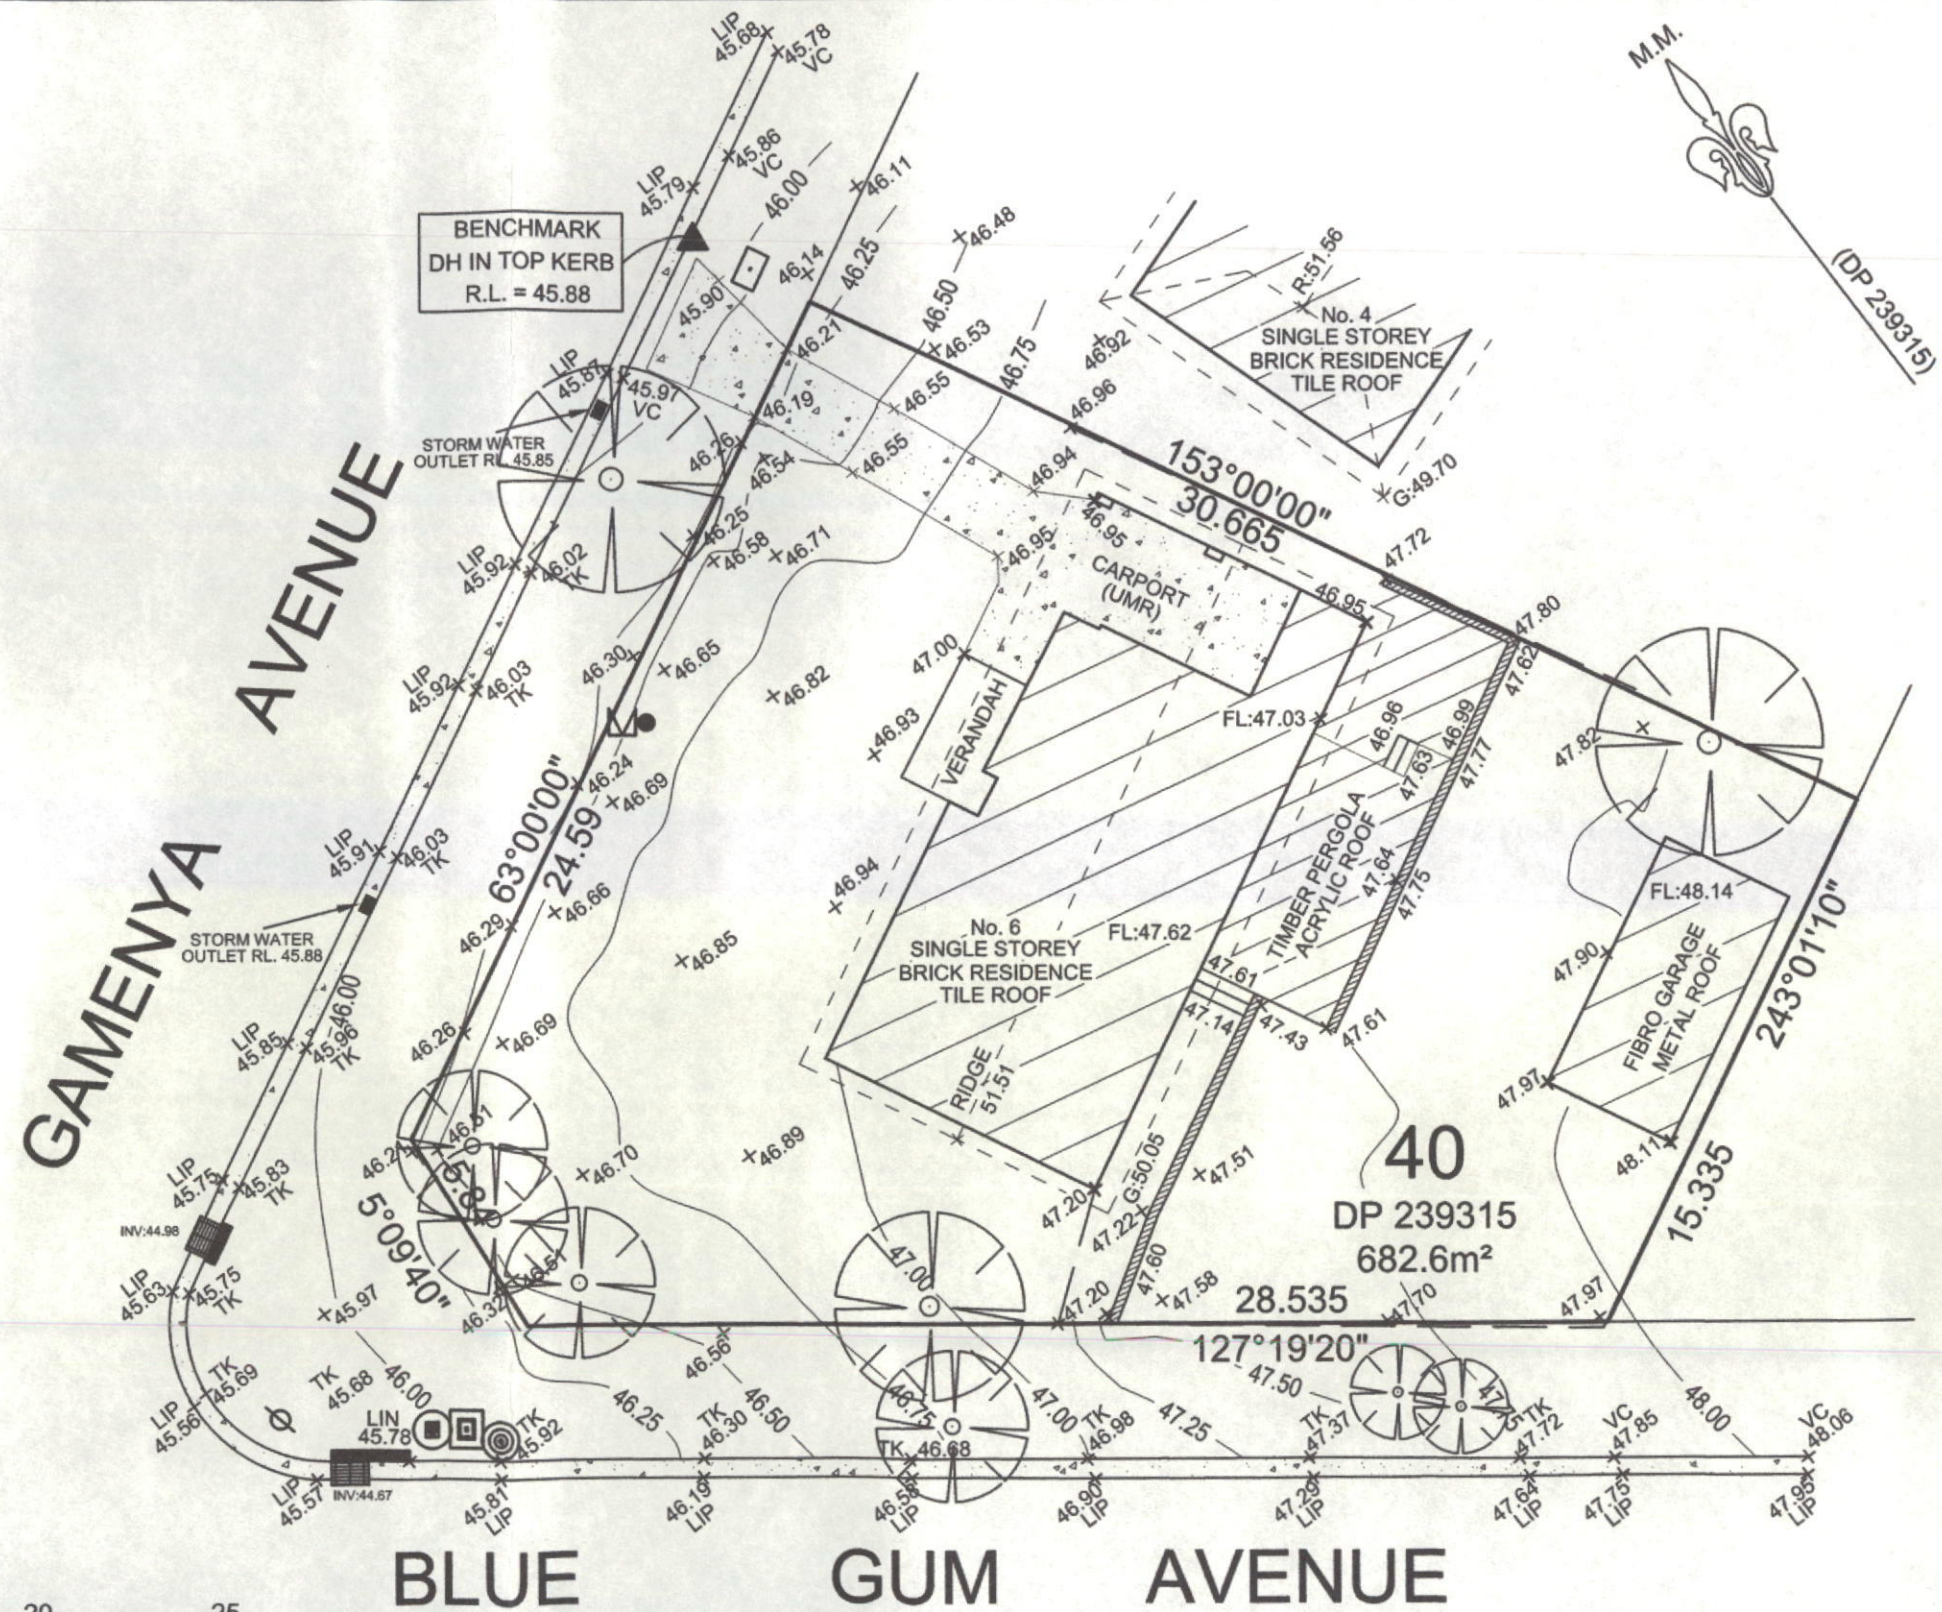 LIP
45.68
45.78
VC
M.M.
(DP 239315)
LIP
45.79
45.86
VC
46.00
46.11
BENCHMARK
DH IN TOP KERB
R.L. = 45.88
46.14
46.25
46.48
45.90
46.50
46.21
46.53
46.75
46.92
R:51.56
No. 4
SINGLE STOREY
BRICK RESIDENCE
TILE ROOF
G:49.70
LIP
45.87
45.97
VC
STORM WATER
OUTLET RL. 45.85
46.19
46.55
46.96
46.26
46.54
46.55
46.94
153°00'00"
30.665
46.95
46.25
46.58
46.71
46.95
CARPORT
(UMR)
46.95
47.72
47.80
47.62
LIP
45.92
46.02
TK
LIP
45.92
46.03
TK
46.30
46.65
46.82
46.93
47.00
VERANDAH
FL:47.03
46.96
46.99
47.63
47.77
47.82
AVENUE
GAMENYA
63°00'00"
24.59
46.24
46.69
LIP
45.91
46.03
TK
STORM WATER
OUTLET RL. 45.88
46.29
46.66
46.94
46.85
No. 6
SINGLE STOREY
BRICK RESIDENCE
TILE ROOF
FL:47.62
TIMBER PERGOLA
ACRYLIC ROOF
47.64
47.75
FL:48.14
FIBRO GARAGE
METAL ROOF
47.90
243°01'10"
15.335
46.00
LIP
45.85
45.96
TK
46.26
46.69
RIDGE
51.51
47.61
47.14
47.43
47.61
47.97
48.11
46.51
LIP
45.75
45.83
TK
46.70
46.89
5°09'40"
47.20
G:50.05
47.22
47.51
40
DP 239315
682.6m²
INV:44.98
LIP
45.63
45.75
TK
45.97
46.32
46.51
47.00
47.20
47.60
47.58
28.535
127°19'20"
47.70
47.97
46.56
LIP
45.56
TK
45.69
TK
45.68
46.00
LIN
45.78
TK
45.92
46.25
TK
46.30
46.50
46.75
TK
46.68
47.00
TK
46.98
47.25
47.50
TK
47.37
TK
47.72
VC
47.85
48.00
VC
48.06
LIP
45.57
INV:44.67
45.81
LIP
46.19
LIP
LIP
46.90
LIP
47.29
LIP
47.64
LIP
47.75
LIP
47.95
LIP
BLUE GUM AVENUE